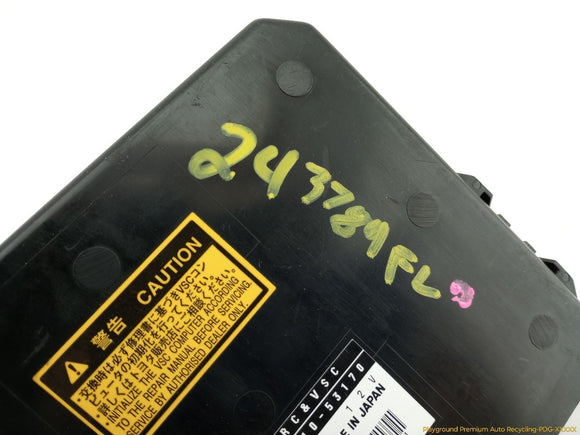 243789FL
⚠ 警告 CAUTION
・交換時は必ず修理書に基づきVSCコン
ピュータの初期化を行ってください。
・詳しくはトヨタ販売店にご相談ください。
・INITIALIZE THE VSC COMPUTER ACCORDING
TO THE REPAIR MANUAL BEFORE SERVICING.
SERVICE BY AUTHORISED DEALER ONLY.
RC&VSC
0-53170
12V
E IN JAPAN
Playground Premium Auto Recycling-PDG-X